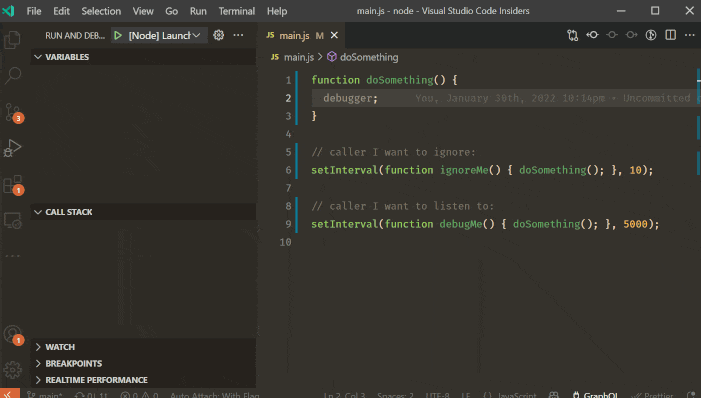 File Edit Selection View Go Run Terminal Help
main.js - node - Visual Studio Code Insiders
RUN AND DEB... [Node] Launch
JS main.js M
VARIABLES
JS main.js > doSomething
1 function doSomething() {
2 debugger; You, January 30th, 2022 10:14pm • Uncommitted
3 }
4
5 // caller I want to ignore:
6 setInterval(function ignoreMe() { doSomething(); }, 10);
7
8 // caller I want to listen to:
9 setInterval(function debugMe() { doSomething(); }, 5000);
10
3
1
CALL STACK
1
WATCH
BREAKPOINTS
REALTIME PERFORMANCE
main* 0↓ 1↑ 0 0 Auto Attach: With Flag Ln 2, Col 3 Spaces: 2 UTF-8 LF {} JavaScript GraphQL Prettier